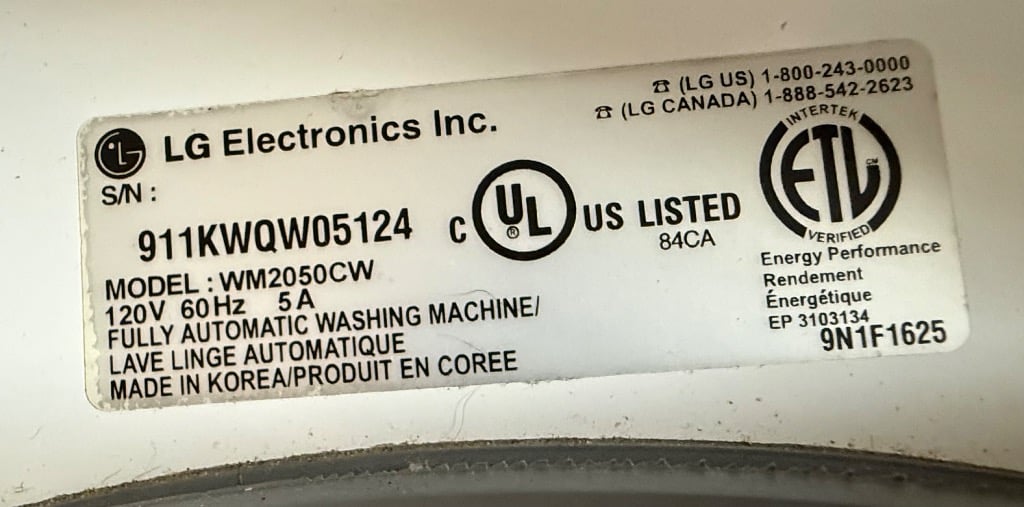 ☎ (LG US) 1-800-243-0000
☎ (LG CANADA) 1-888-542-2623
LG LG Electronics Inc.
S/N :
911KWQW05124
C UL ® US LISTED
84CA
INTERTEK
ETL CM
VERIFIED
Energy Performance
Rendement
Énergétique
EP 3103134
9N1F1625
MODEL : WM2050CW
120V 60Hz 5A
FULLY AUTOMATIC WASHING MACHINE/
LAVE LINGE AUTOMATIQUE
MADE IN KOREA/PRODUIT EN COREE